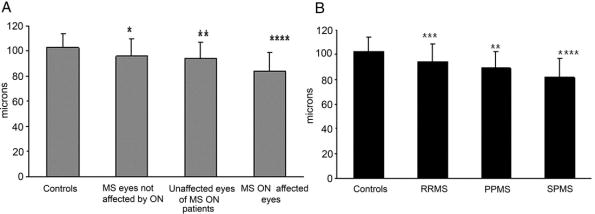 A
120
100
80
60
40
20
0
microns
*
**
****
Controls
MS eyes not
affected by ON
Unaffected eyes
of MS ON
patients
MS ON affected
eyes
B
120
100
80
60
40
20
0
microns
***
**
****
Controls
RRMS
PPMS
SPMS